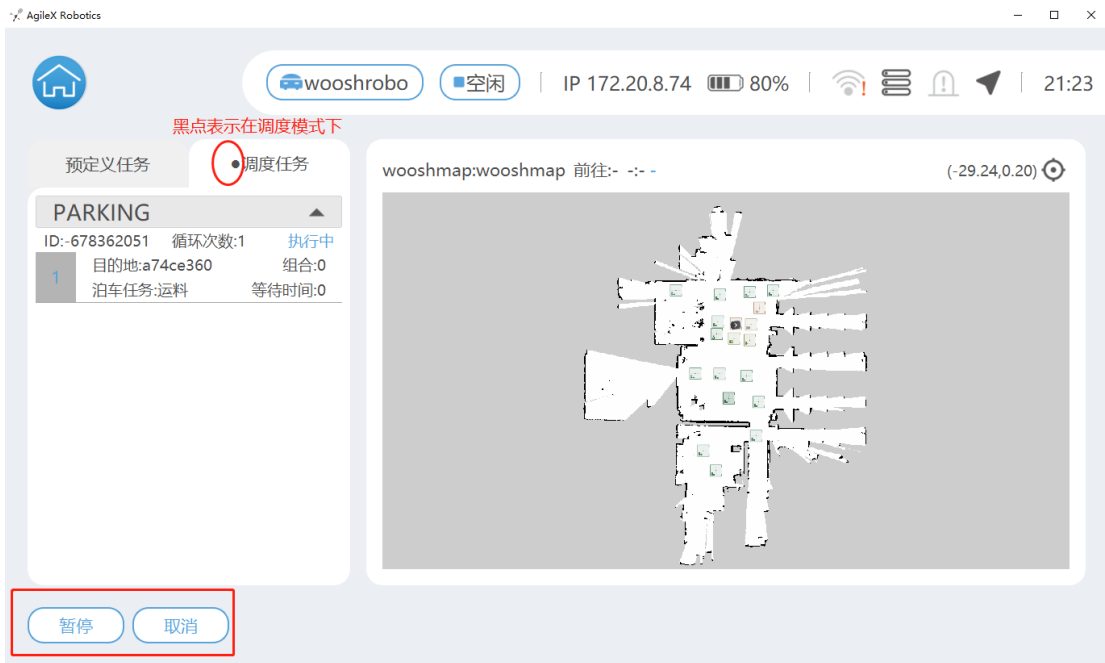 AgileX Robotics
wooshrobo 空闲 IP 172.20.8.74 80% 21:23
黑点表示在调度模式下
预定义任务 ●调度任务
PARKING
ID:-678362051 循环次数:1 执行中
1
目的地:a74ce360 组合:0
泊车任务:运料 等待时间:0
wooshmap:wooshmap 前往:- -:- - (-29.24,0.20)
暂停 取消